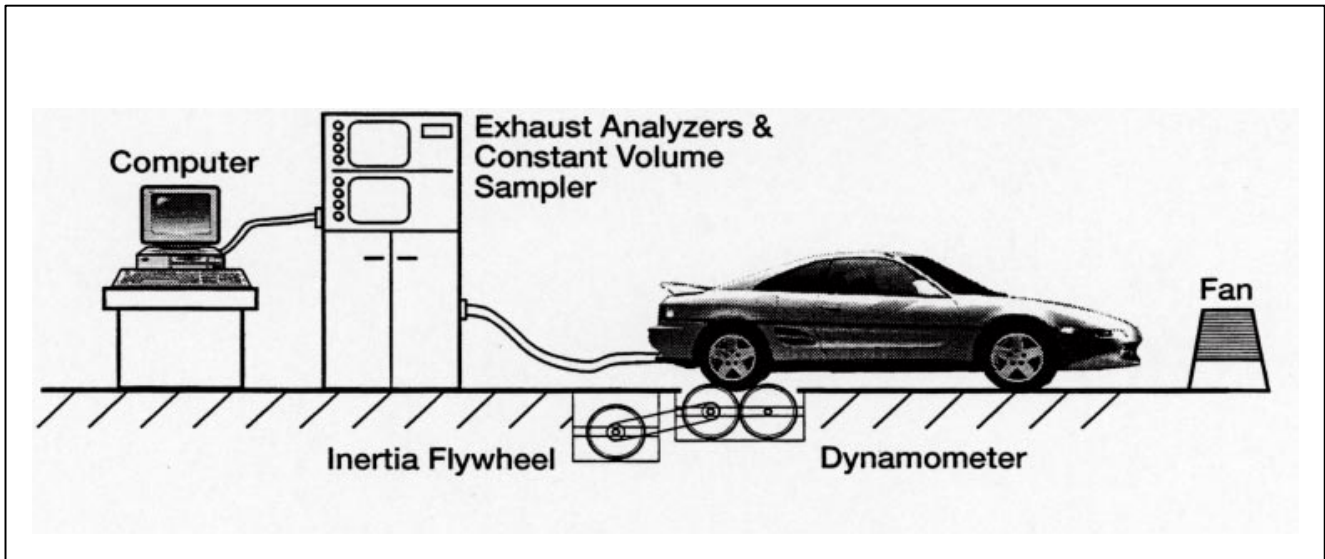 Computer
Exhaust Analyzers &
Constant Volume
Sampler
Fan
Inertia Flywheel
Dynamometer